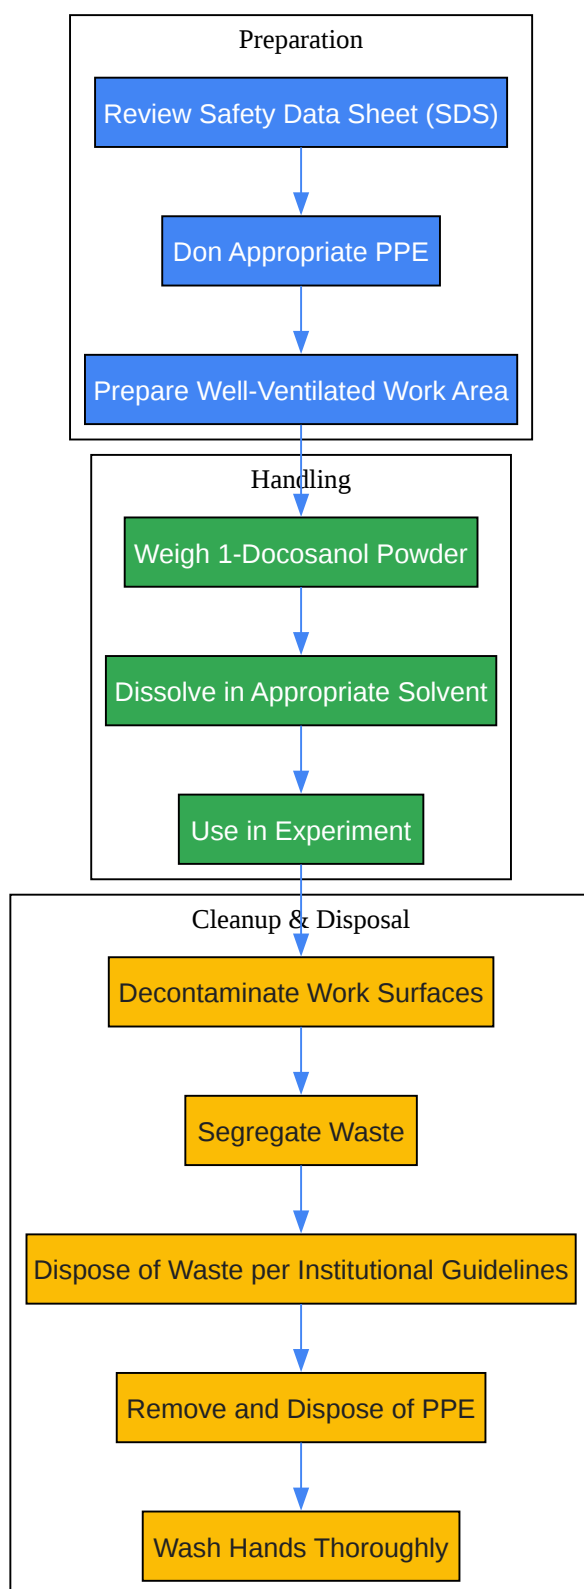 Preparation
Review Safety Data Sheet (SDS)
Don Appropriate PPE
Prepare Well-Ventilated Work Area
Handling
Weigh 1-Docosanol Powder
Dissolve in Appropriate Solvent
Use in Experiment
Cleanup & Disposal
Decontaminate Work Surfaces
Segregate Waste
Dispose of Waste per Institutional Guidelines
Remove and Dispose of PPE
Wash Hands Thoroughly